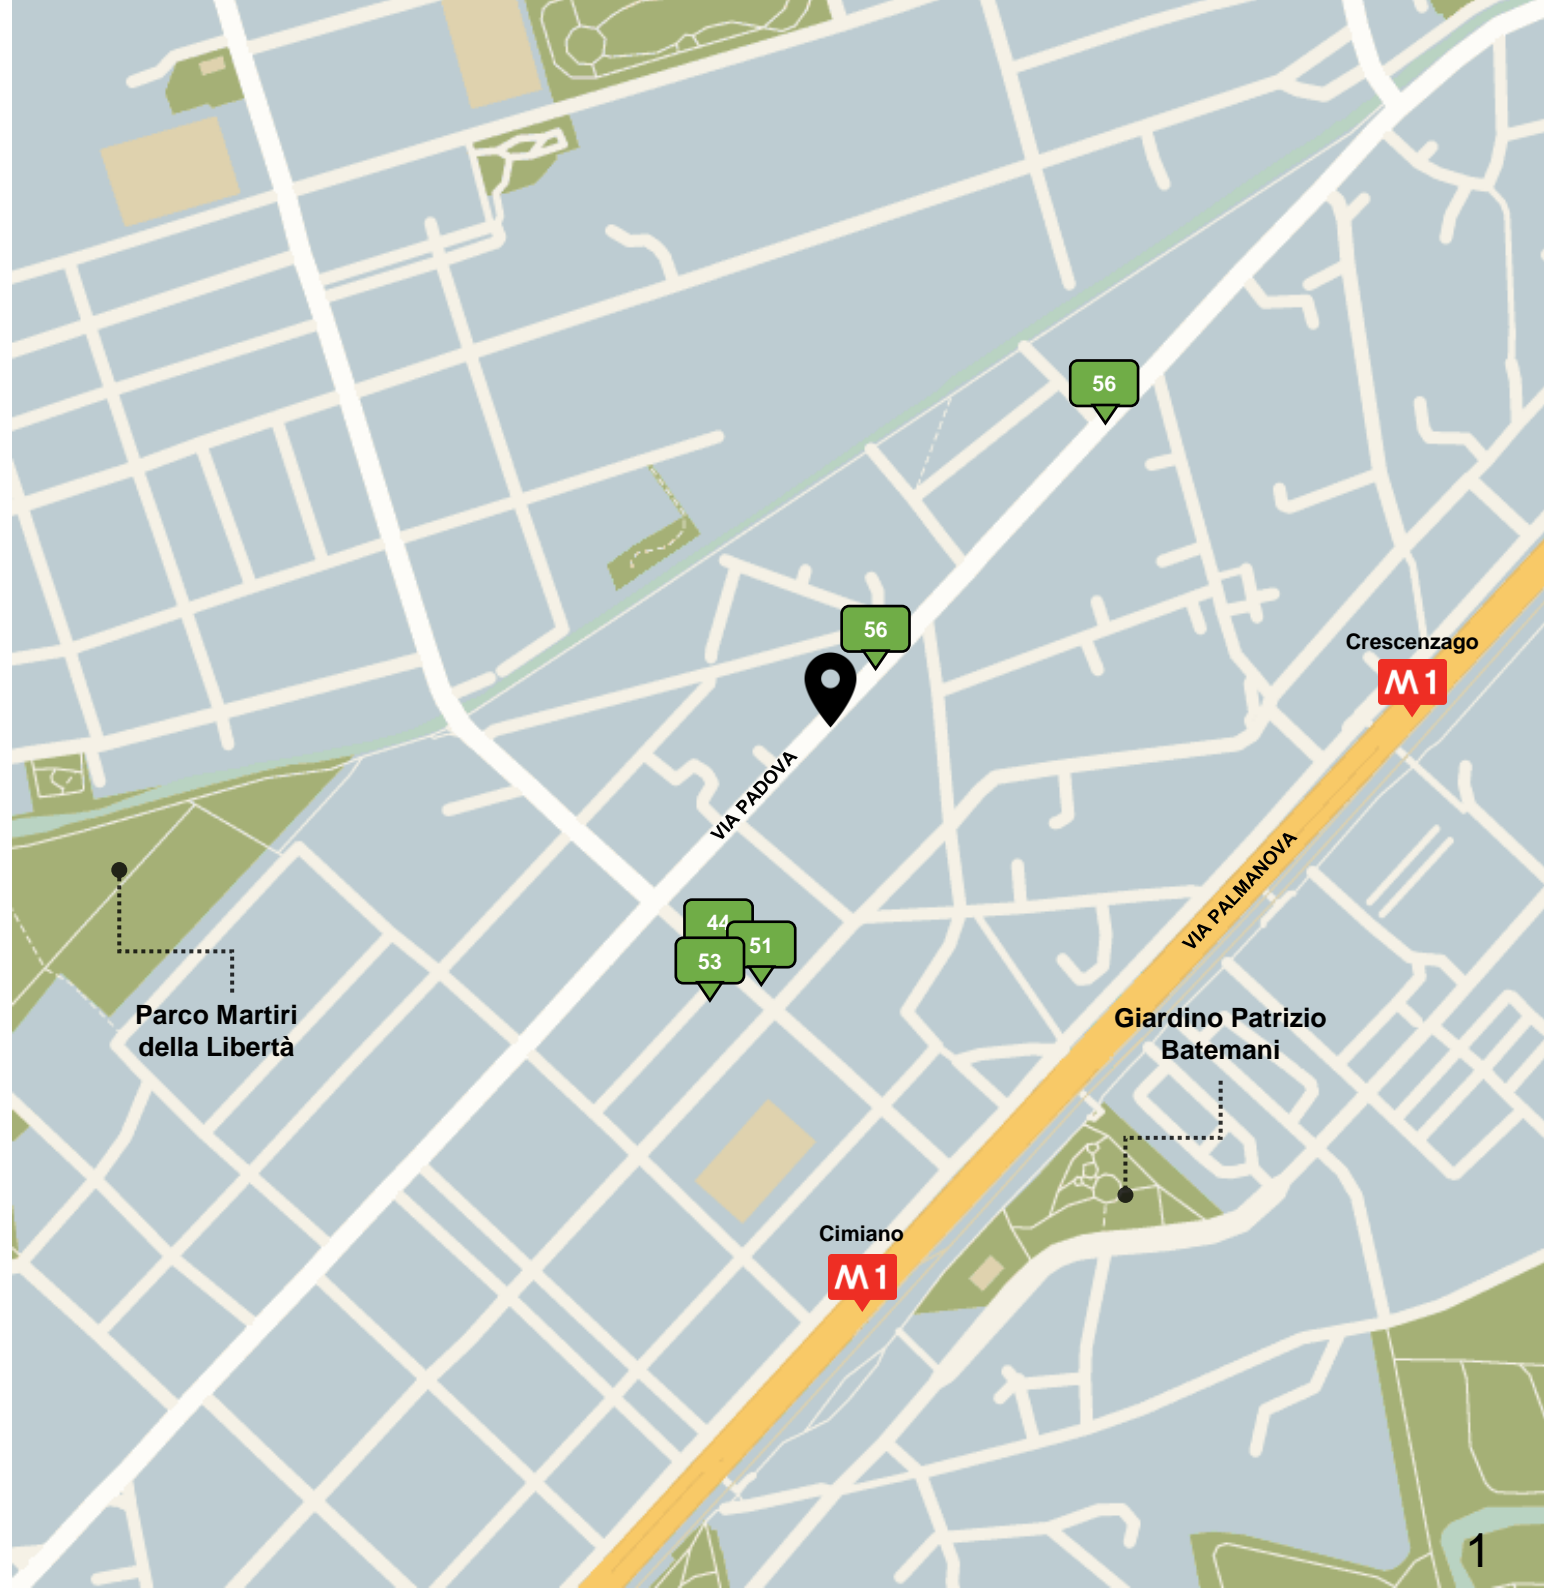 56
56
Crescenzago
M1
VIA PADOVA
VIA PALMANOVA
44
51
53
Parco Martiri
della Libertà
Giardino Patrizio
Batemani
Cimiano
M1
1